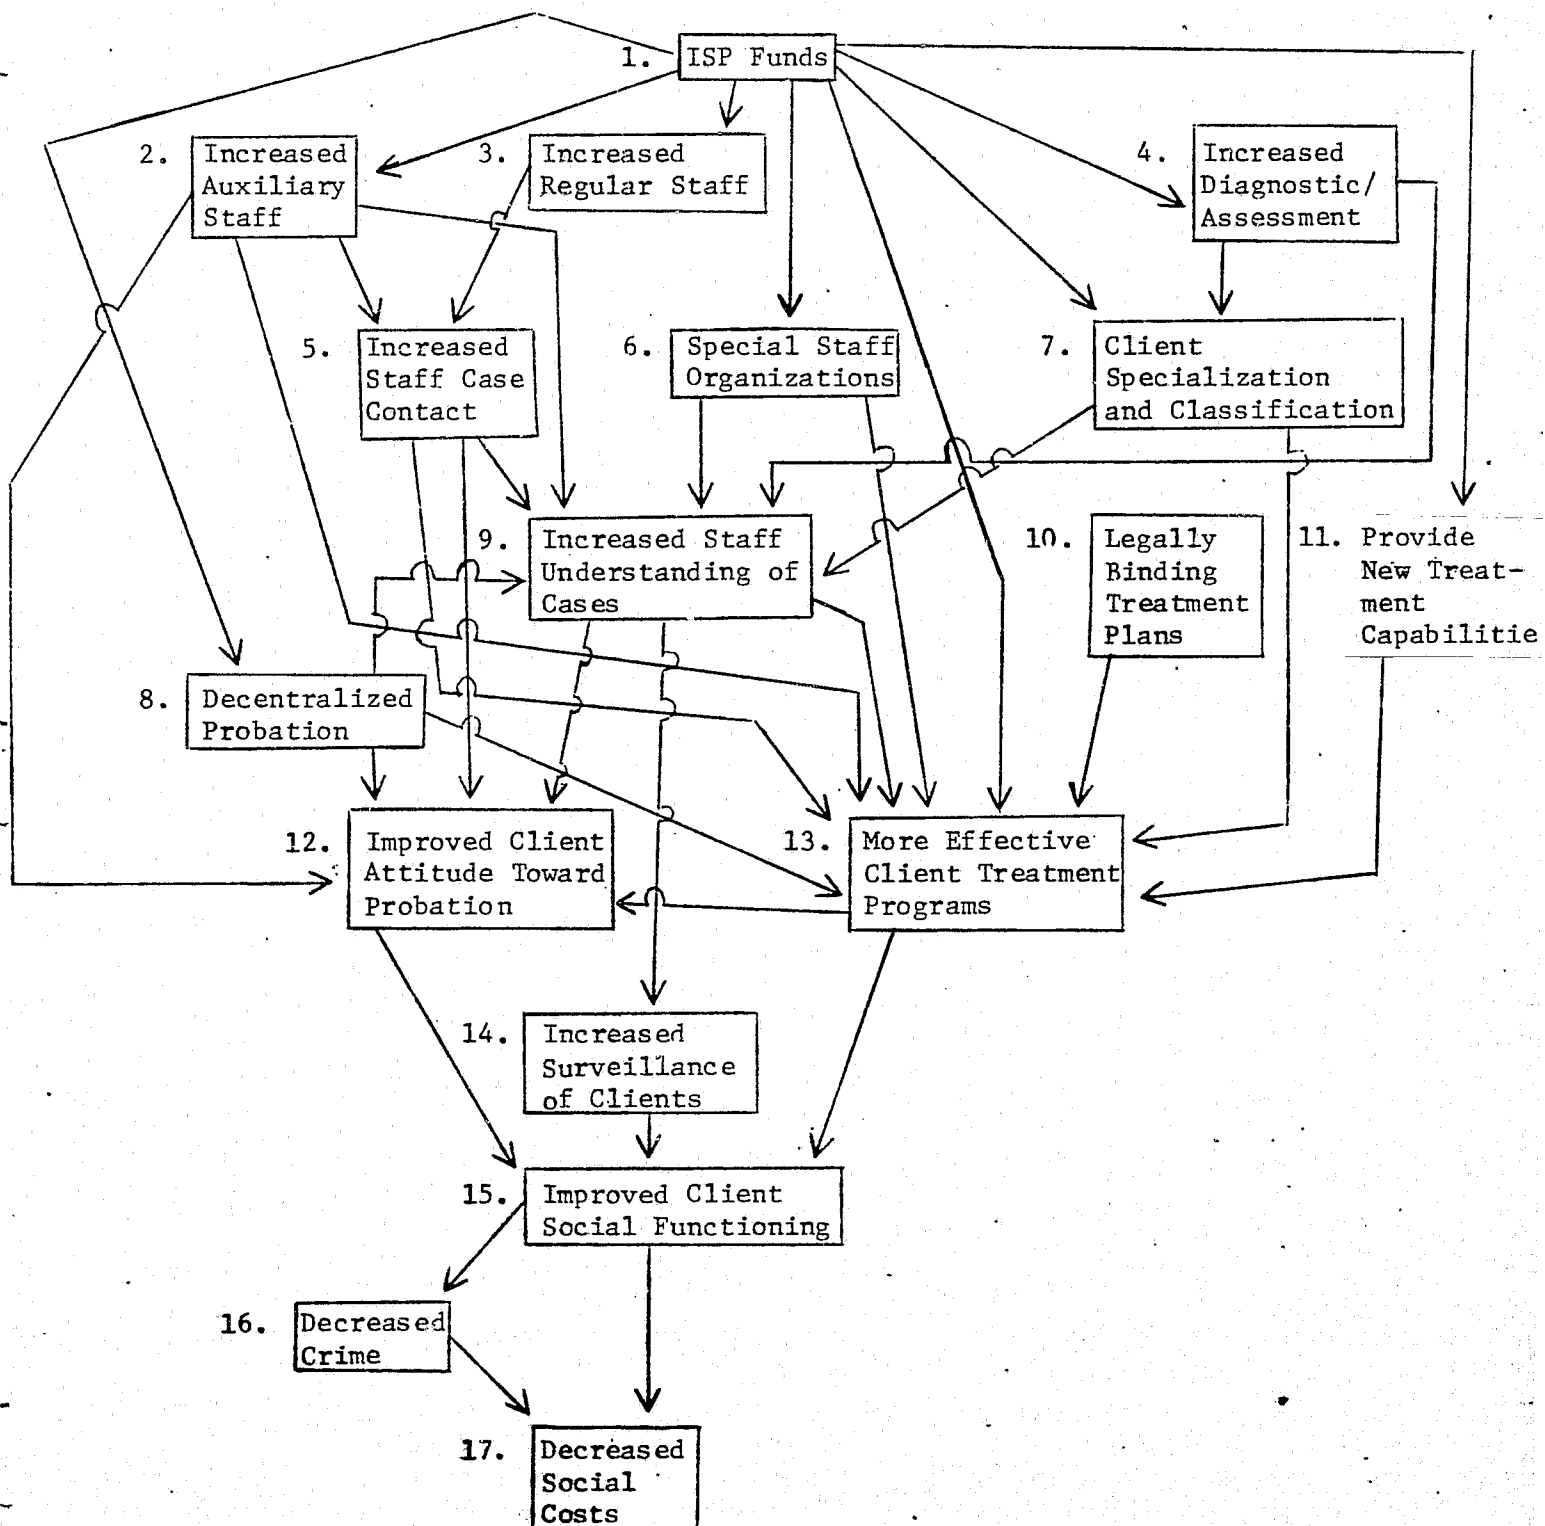 1. ISP Funds
2. Increased
Auxiliary
Staff
3. Increased
Regular Staff
4. Increased
Diagnostic/
Assessment
5. Increased
Staff Case
Contact
6. Special Staff
Organizations
7. Client
Specialization
and Classification
8. Decentralized
Probation
9. Increased Staff
Understanding of
Cases
10. Legally
Binding
Treatment
Plans
11. Provide
New Treat-
ment
Capabilitie
12. Improved Client
Attitude Toward
Probation
13. More Effective
Client Treatment
Programs
14. Increased
Surveillance
of Clients
15. Improved Client
Social Functioning
16. Decreased
Crime
17. Decreased
Social
Costs